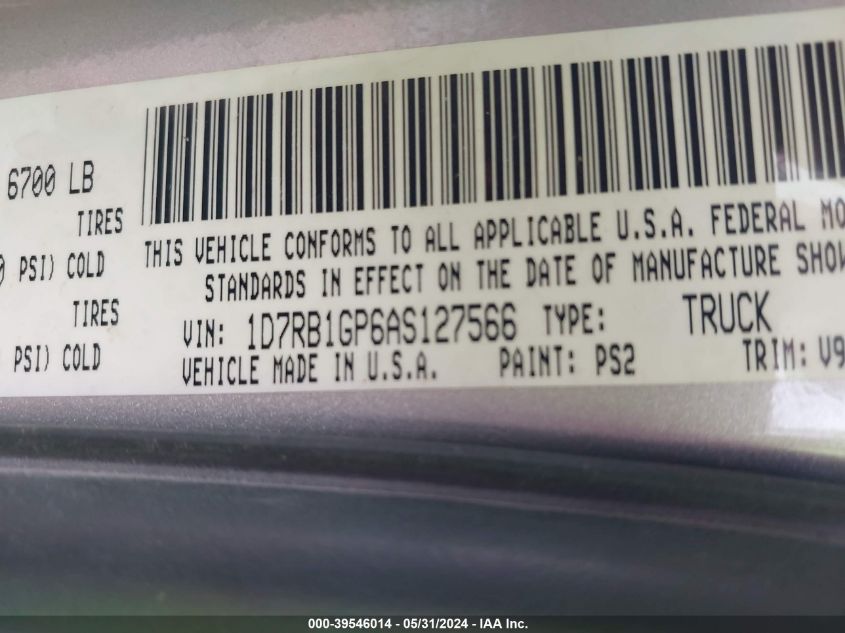 6700 LB
TIRES
PSI) COLD
TIRES
PSI) COLD
THIS VEHICLE CONFORMS TO ALL APPLICABLE U.S.A. FEDERAL MO
STANDARDS IN EFFECT ON THE DATE OF MANUFACTURE SHOW
VIN: 1D7RB1GP6AS127566 TYPE: TRUCK
VEHICLE MADE IN U.S.A. PAINT: PS2 TRIM: V9
000-39546014 - 05/31/2024 - IAA Inc.